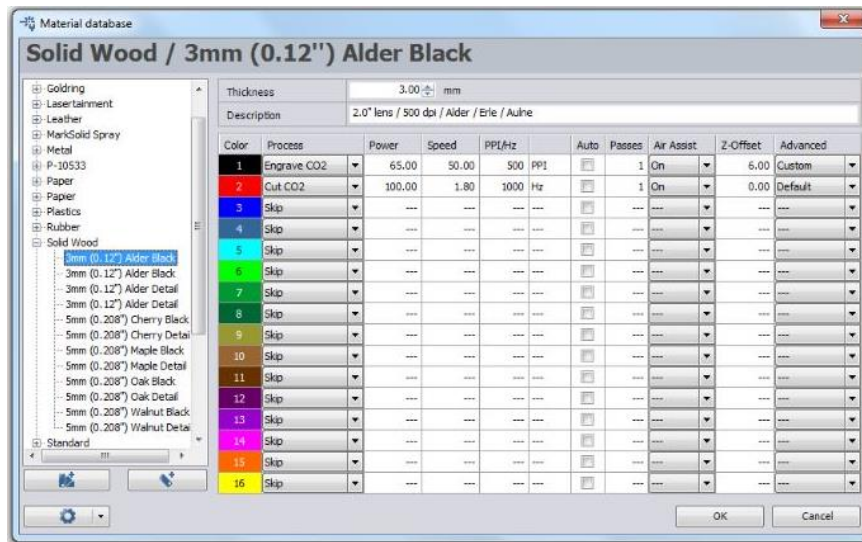 Material database
Solid Wood / 3mm (0.12'') Alder Black
Goldring
Lasertainment
Leather
MarkSolid Spray
Metal
P-10533
Paper
Papier
Plastics
Rubber
Solid Wood
3mm (0.12") Alder Black
3mm (0.12") Alder Black
3mm (0.12") Alder Detail
3mm (0.12") Alder Detail
5mm (0.208") Cherry Black
5mm (0.208") Cherry Detai
5mm (0.208") Maple Black
5mm (0.208") Maple Detail
5mm (0.208") Oak Black
5mm (0.208") Oak Detail
5mm (0.208") Walnut Black
5mm (0.208") Walnut Detai
Standard
Thickness 3.00 mm
Description 2.0" lens / 500 dpi / Alder / Erle / Aulne
Color Process Power Speed PPI/Hz Auto Passes Air Assist Z-Offset Advanced
1 Engrave CO2 65.00 50.00 500 PPI 1 On 6.00 Custom
2 Cut CO2 100.00 1.80 1000 Hz 1 On 0.00 Default
3 Skip --- --- --- --- --- --- --- ---
4 Skip --- --- --- --- --- --- --- ---
5 Skip --- --- --- --- --- --- --- ---
6 Skip --- --- --- --- --- --- --- ---
7 Skip --- --- --- --- --- --- --- ---
8 Skip --- --- --- --- --- --- --- ---
9 Skip --- --- --- --- --- --- --- ---
10 Skip --- --- --- --- --- --- --- ---
11 Skip --- --- --- --- --- --- --- ---
12 Skip --- --- --- --- --- --- --- ---
13 Skip --- --- --- --- --- --- --- ---
14 Skip --- --- --- --- --- --- --- ---
15 Skip --- --- --- --- --- --- --- ---
16 Skip --- --- --- --- --- --- --- ---
OK Cancel